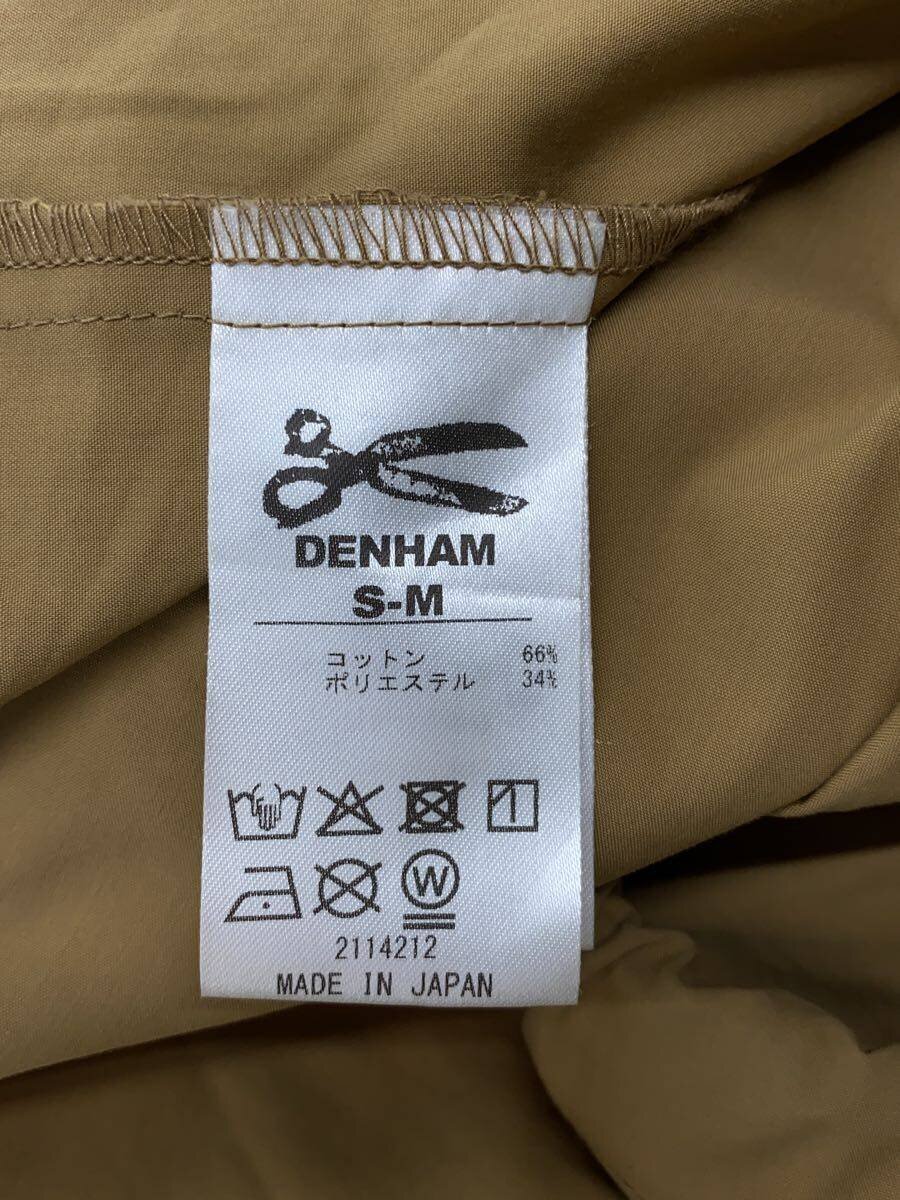 DENHAM
S-M
コットン 66%
ポリエステル 34%
W
2114212
MADE IN JAPAN